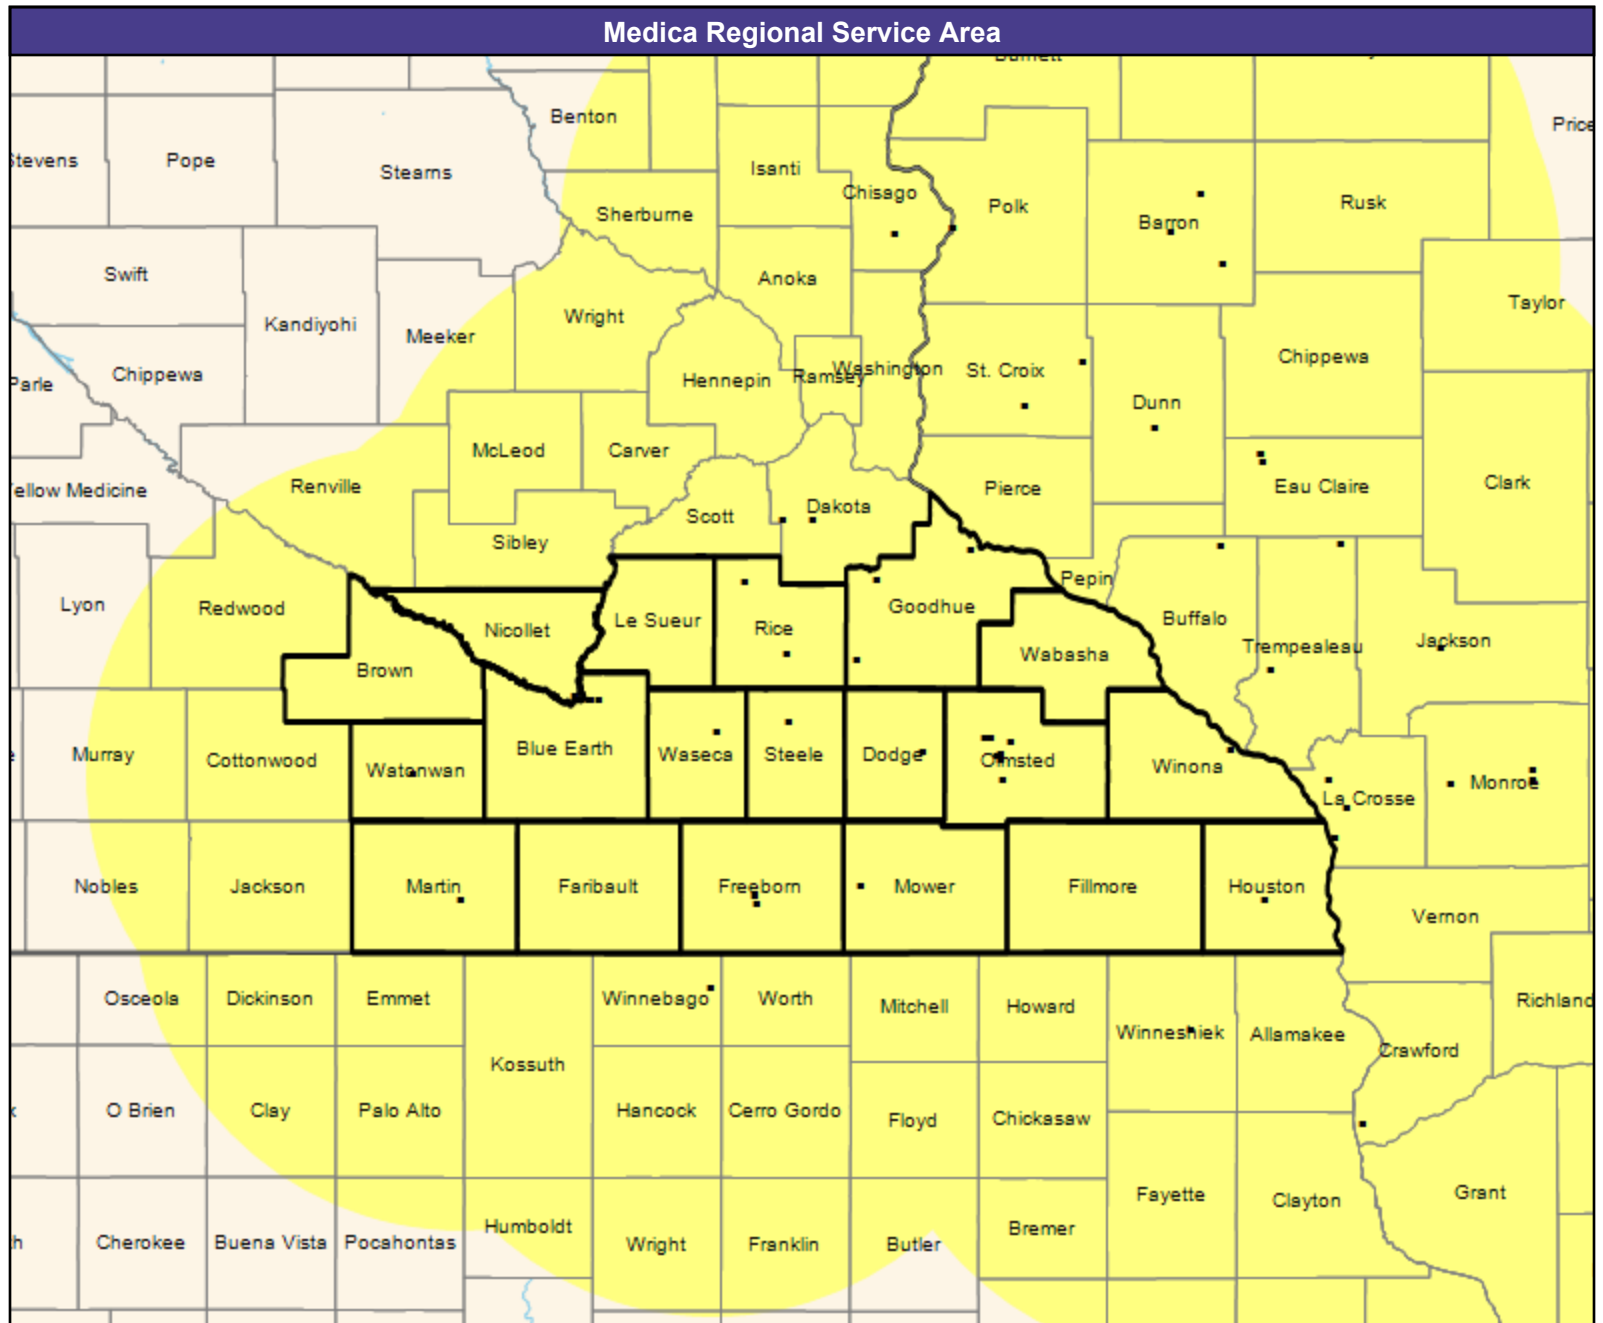 Medica Regional Service Area
Burnett
Benton
Price
Stevens
Pope
Stearns
Isanti
Chisago
Polk
Barron
Rusk
Sherburne
Swift
Anoka
Taylor
Kandiyohi
Wright
Meeker
Chippewa
Parle
Chippewa
Hennepin
Ramsey
Washington
St. Croix
Dunn
McLeod
Carver
Yellow Medicine
Renville
Pierce
Eau Claire
Clark
Scott
Dakota
Sibley
Pepin
Lyon
Redwood
Nicollet
Le Sueur
Rice
Goodhue
Buffalo
Trempealeau
Jackson
Brown
Wabasha
Murray
Cottonwood
Watonwan
Blue Earth
Waseca
Steele
Dodge
Olmsted
Winona
La Crosse
Monroe
Nobles
Jackson
Martin
Faribault
Freeborn
Mower
Fillmore
Houston
Vernon
Osceola
Dickinson
Emmet
Winnebago
Worth
Mitchell
Howard
Winneshiek
Allamakee
Richland
Crawford
Kossuth
O Brien
Clay
Palo Alto
Hancock
Cerro Gordo
Floyd
Chickasaw
Fayette
Clayton
Grant
Cherokee
Buena Vista
Pocahontas
Humboldt
Wright
Franklin
Butler
Bremer